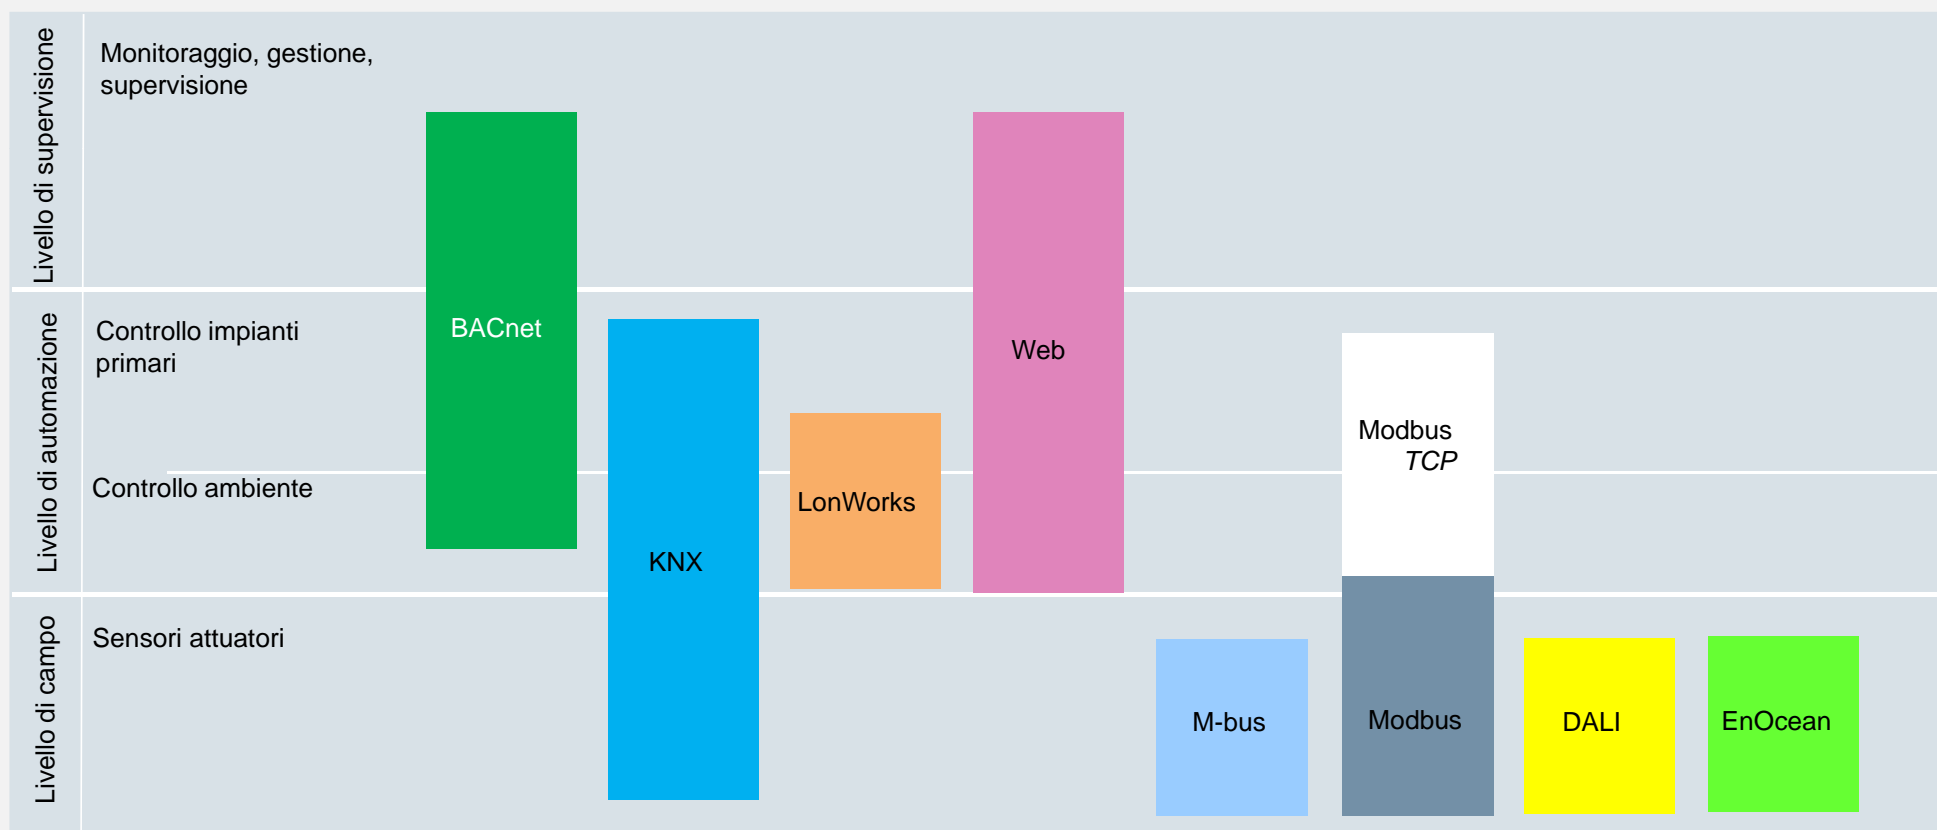 Livello di supervisione
Monitoraggio, gestione,
supervisione
Livello di automazione
Controllo impianti
primari
Controllo ambiente
BACnet
KNX
LonWorks
Web
Modbus
TCP
Livello di campo
Sensori attuatori
M-bus
Modbus
DALI
EnOcean